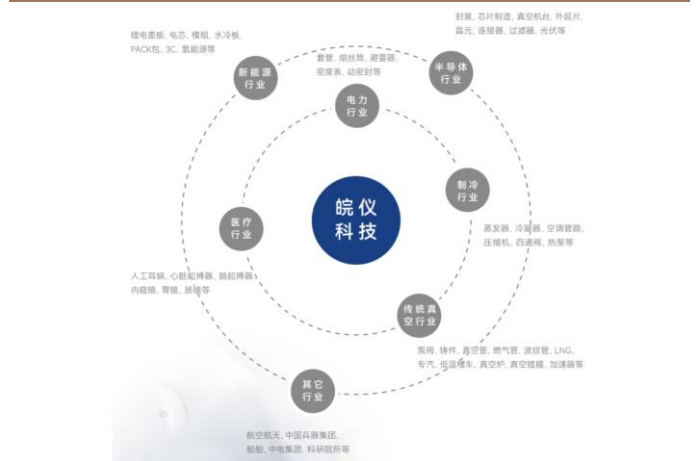 封装、芯片制造、真空机台、外延片、
晶元、连接器、过滤器、光伏等
锂电盖板、电芯、模组、水冷板、
PACK包、3C、氢能源等
新能源
行业
套管、熔丝筒、避雷器、
密度表、动密封等
半导体
行业
电力
行业
皖仪
科技
制冷
行业
医疗
行业
蒸发器、冷凝器、空调管路、
压缩机、四通阀、热泵等
人工耳蜗、心脏起搏器、脑起搏器、
内窥镜、胃镜、肠镜等
传统真
空行业
泵阀、铸件、真空管、燃气管、波纹管、LNG、
专汽、低温槽车、真空炉、真空镀膜、加速器等
其它
行业
航空航天、中国兵器集团、
船舶、中电集团、科研院所等